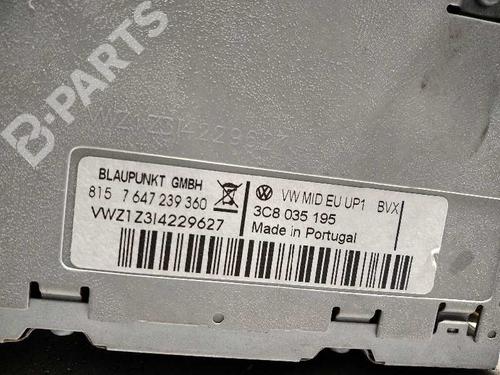 B-PARTS
VWZ1Z3I4229627
BLAUPUNKT GMBH
815 7 647 239 360
VWZ1Z3I4229627
VW MID EU UP1 BVX
3C8 035 195
Made in Portugal